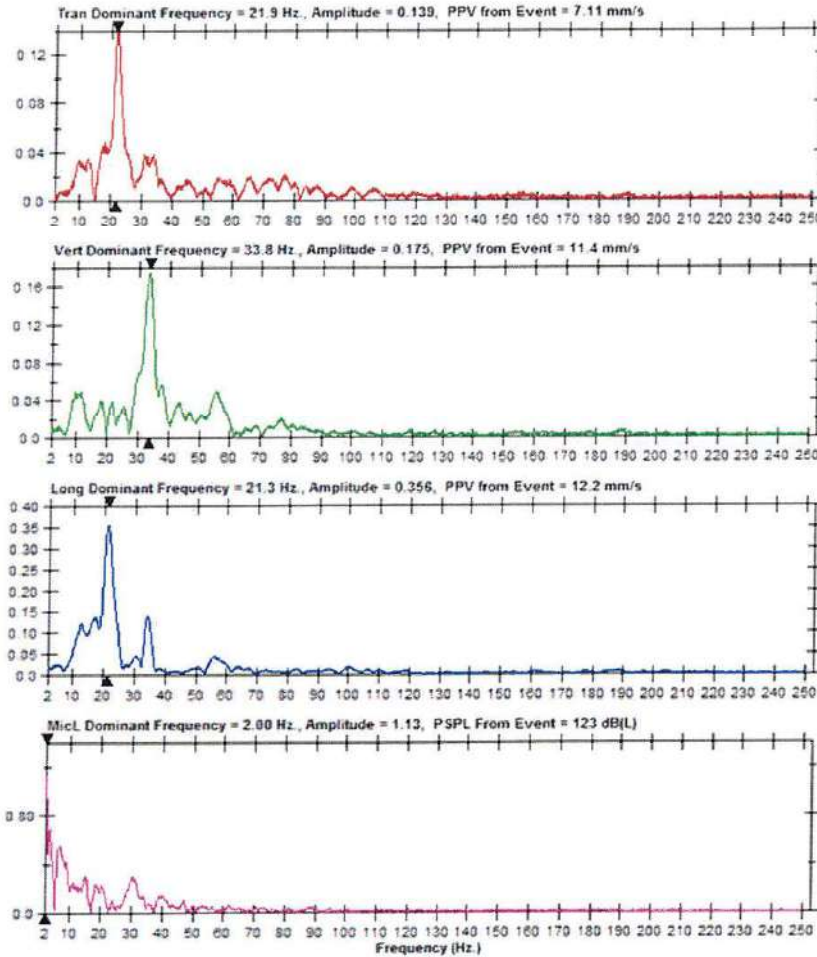 Tran Dominant Frequency = 21.9 Hz., Amplitude = 0.139, PPV from Event = 7.11 mm/s
0.12
0.08
0.04
0.0
2 10 20 30 40 50 60 70 80 90 100 110 120 130 140 150 160 170 180 190 200 210 220 230 240 250
Vert Dominant Frequency = 33.8 Hz., Amplitude = 0.175, PPV from Event = 11.4 mm/s
0.16
0.12
0.08
0.04
0.0
2 10 20 30 40 50 60 70 80 90 100 110 120 130 140 150 160 170 180 190 200 210 220 230 240 250
Long Dominant Frequency = 21.3 Hz., Amplitude = 0.356, PPV from Event = 12.2 mm/s
0.40
0.35
0.30
0.25
0.20
0.15
0.10
0.05
0.0
2 10 20 30 40 50 60 70 80 90 100 110 120 130 140 150 160 170 180 190 200 210 220 230 240 250
MicL Dominant Frequency = 2.00 Hz., Amplitude = 1.13, PSPL From Event = 123 dB(L)
0.80
0.0
2 10 20 30 40 50 60 70 80 90 100 110 120 130 140 150 160 170 180 190 200 210 220 230 240 250
Frequency (Hz.)